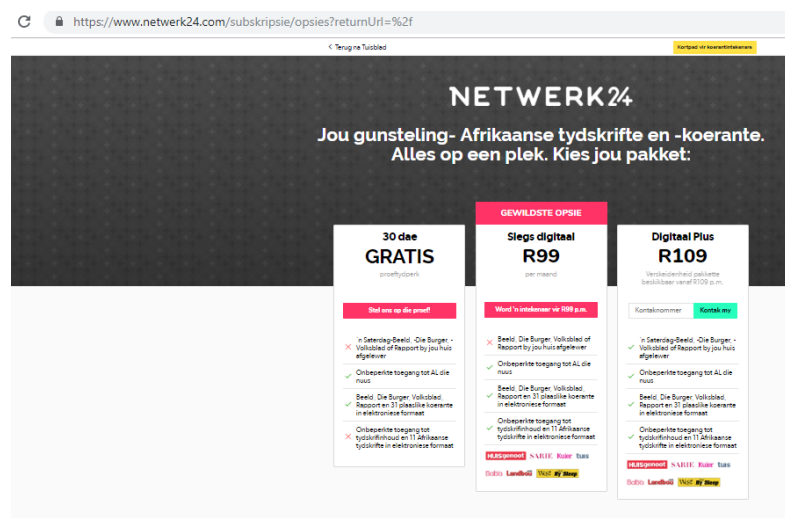 https://www.netwerk24.com/subskripsie/opsies?returnUrl=%2f
< Terug na Tuisblad
Kortpad vir koerantintekenare
NETWERK24
Jou gunsteling- Afrikaanse tydskrifte en -koerante.
Alles op een plek. Kies jou pakket:
GEWILDSTE OPSIE
30 dae
GRATIS
proeftydperk
Stel ons op die proef!
'n Saterdag-Beeld, -Die Burger, -
Volksblad of Rapport by jou huis
afgelewer
Onbeperkte toegang tot AL die
nuus
Beeld, Die Burger, Volksblad,
Rapport en 31 plaaslike koerante
in elektroniese formaat
Onbeperkte toegang tot
tydskrifinhoud en 11 Afrikaanse
tydskrifte in elektroniese formaat
Slegs digitaal
R99
per maand
Word 'n intekenaar vir R99 p.m.
Beeld, Die Burger, Volksblad of
Rapport by jou huis afgelewer
Onbeperkte toegang tot AL die
nuus
Beeld, Die Burger, Volksblad,
Rapport en 31 plaaslike koerante
in elektroniese formaat
Onbeperkte toegang tot
tydskrifinhoud en 11 Afrikaanse
tydskrifte in elektroniese formaat
HUISgenoot SARIE Kuier tuis
Baba Landbou Weg! Ry & Sleep
Digitaal Plus
R109
Verskeidenheid pakkette
beskikbaar vanaf R109 p.m.
Kontaknommer Kontak my
'n Saterdag-Beeld, -Die Burger, -
Volksblad of Rapport by jou huis
afgelewer
Onbeperkte toegang tot AL die
nuus
Beeld, Die Burger, Volksblad,
Rapport en 31 plaaslike koerante
in elektroniese formaat
Onbeperkte toegang tot
tydskrifinhoud en 11 Afrikaanse
tydskrifte in elektroniese formaat
HUISgenoot SARIE Kuier tuis
Baba Landbou Weg! Ry & Sleep